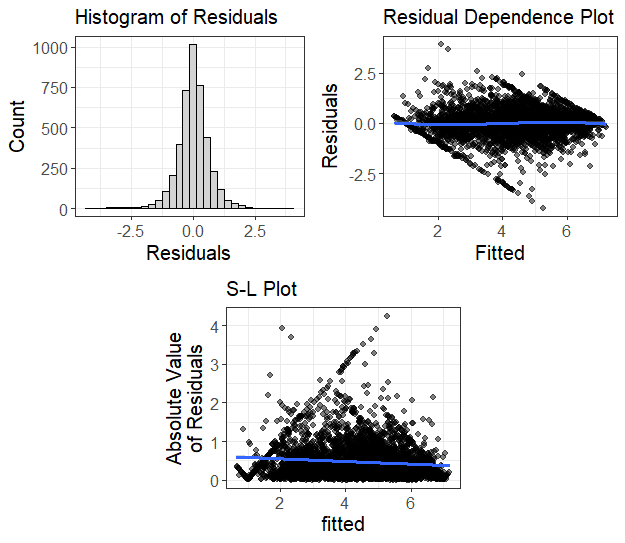 Histogram of Residuals
1000
750
500
250
0
-2.5 0.0 2.5
Residuals
Count
Residual Dependence Plot
2.5
0.0
-2.5
2 4 6
Fitted
Residuals
S-L Plot
4
3
2
1
0
2 4 6
fitted
Absolute Value
of Residuals